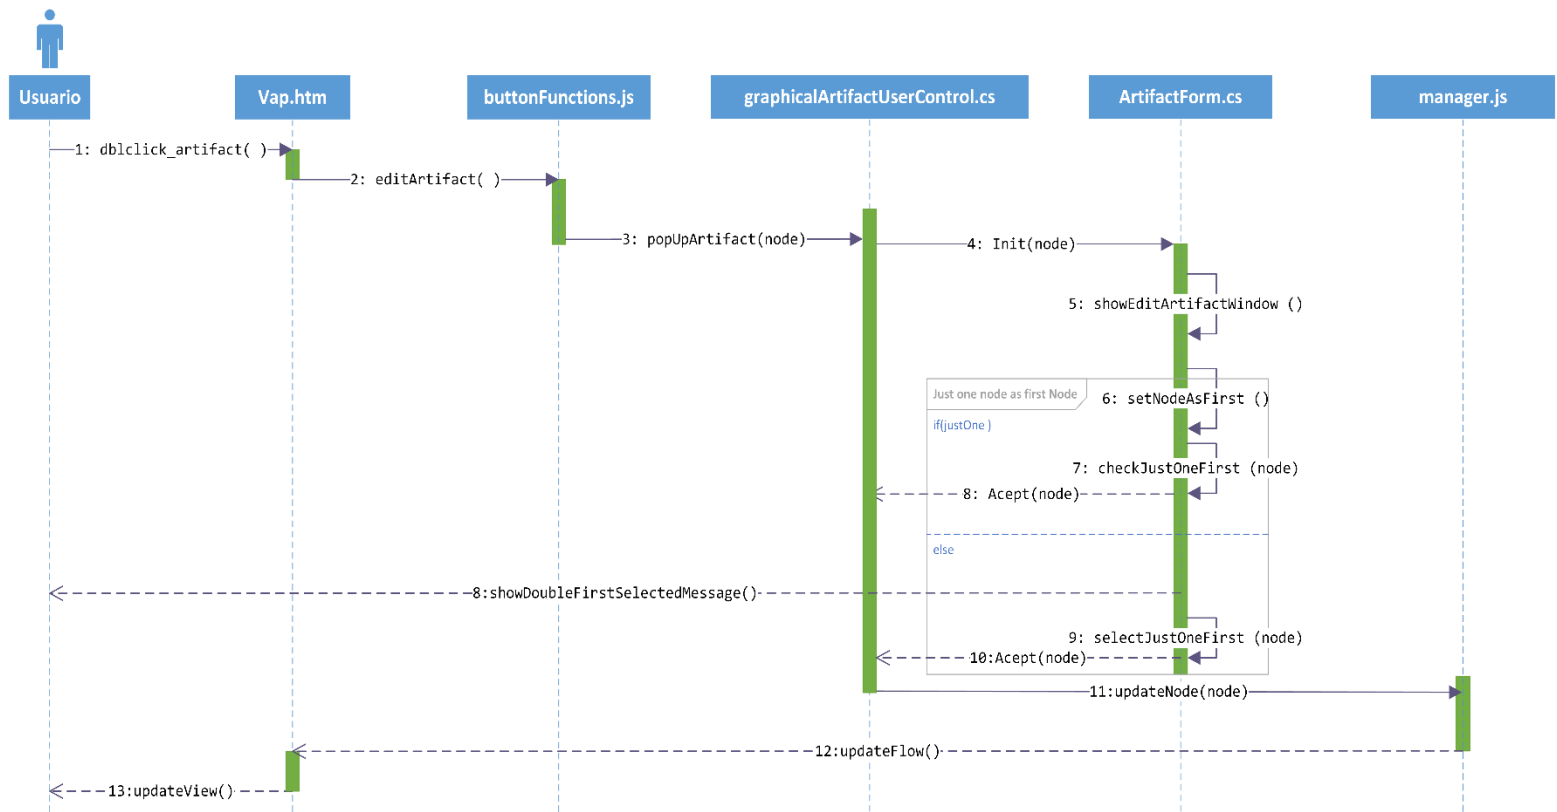 Usuario
Vap.htm
buttonFunctions.js
graphicalArtifactUserControl.cs
ArtifactForm.cs
manager.js
1: dblclick_artifact( )
2: editArtifact( )
3: popUpArtifact(node)
4: Init(node)
5: showEditArtifactWindow ()
Just one node as first Node
6: setNodeAsFirst ()
if(justOne )
7: checkJustOneFirst (node)
8: Acept(node)
else
8:showDoubleFirstSelectedMessage()
9: selectJustOneFirst (node)
10:Acept(node)
11:updateNode(node)
12:updateFlow()
13:updateView()